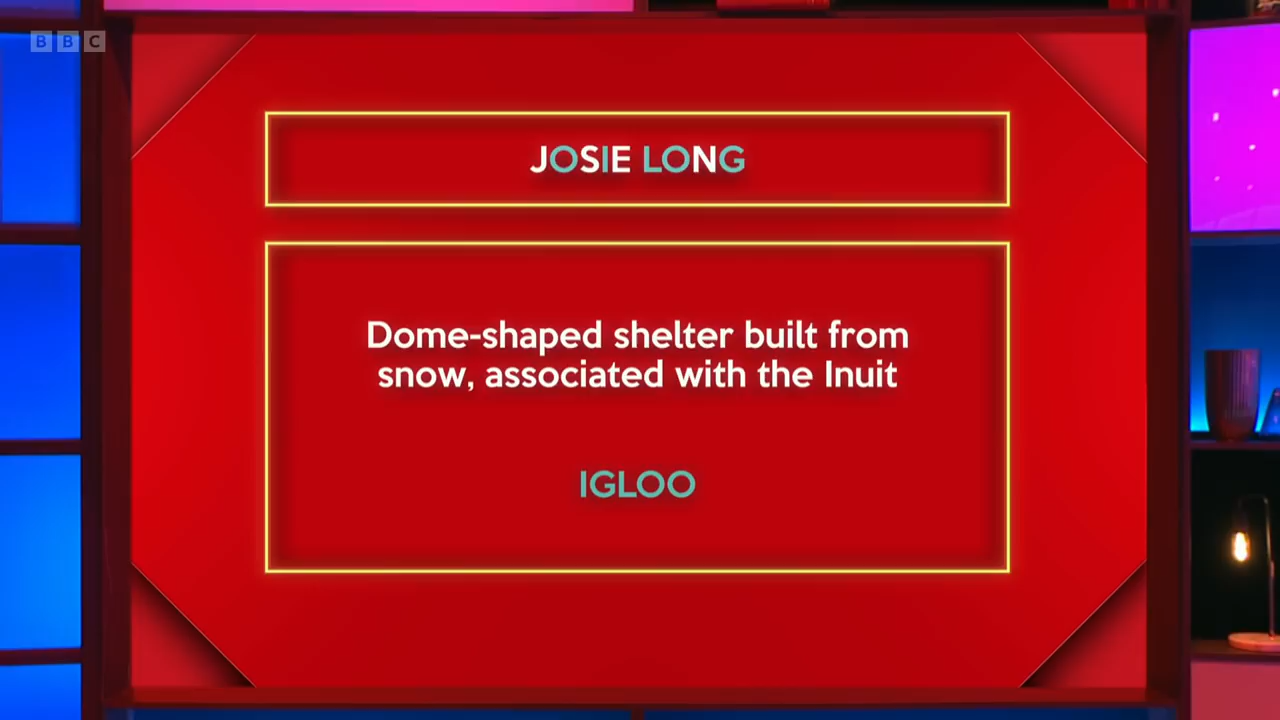 BBC
JOSIE LONG
Dome-shaped shelter built from
snow, associated with the Inuit
IGLOO